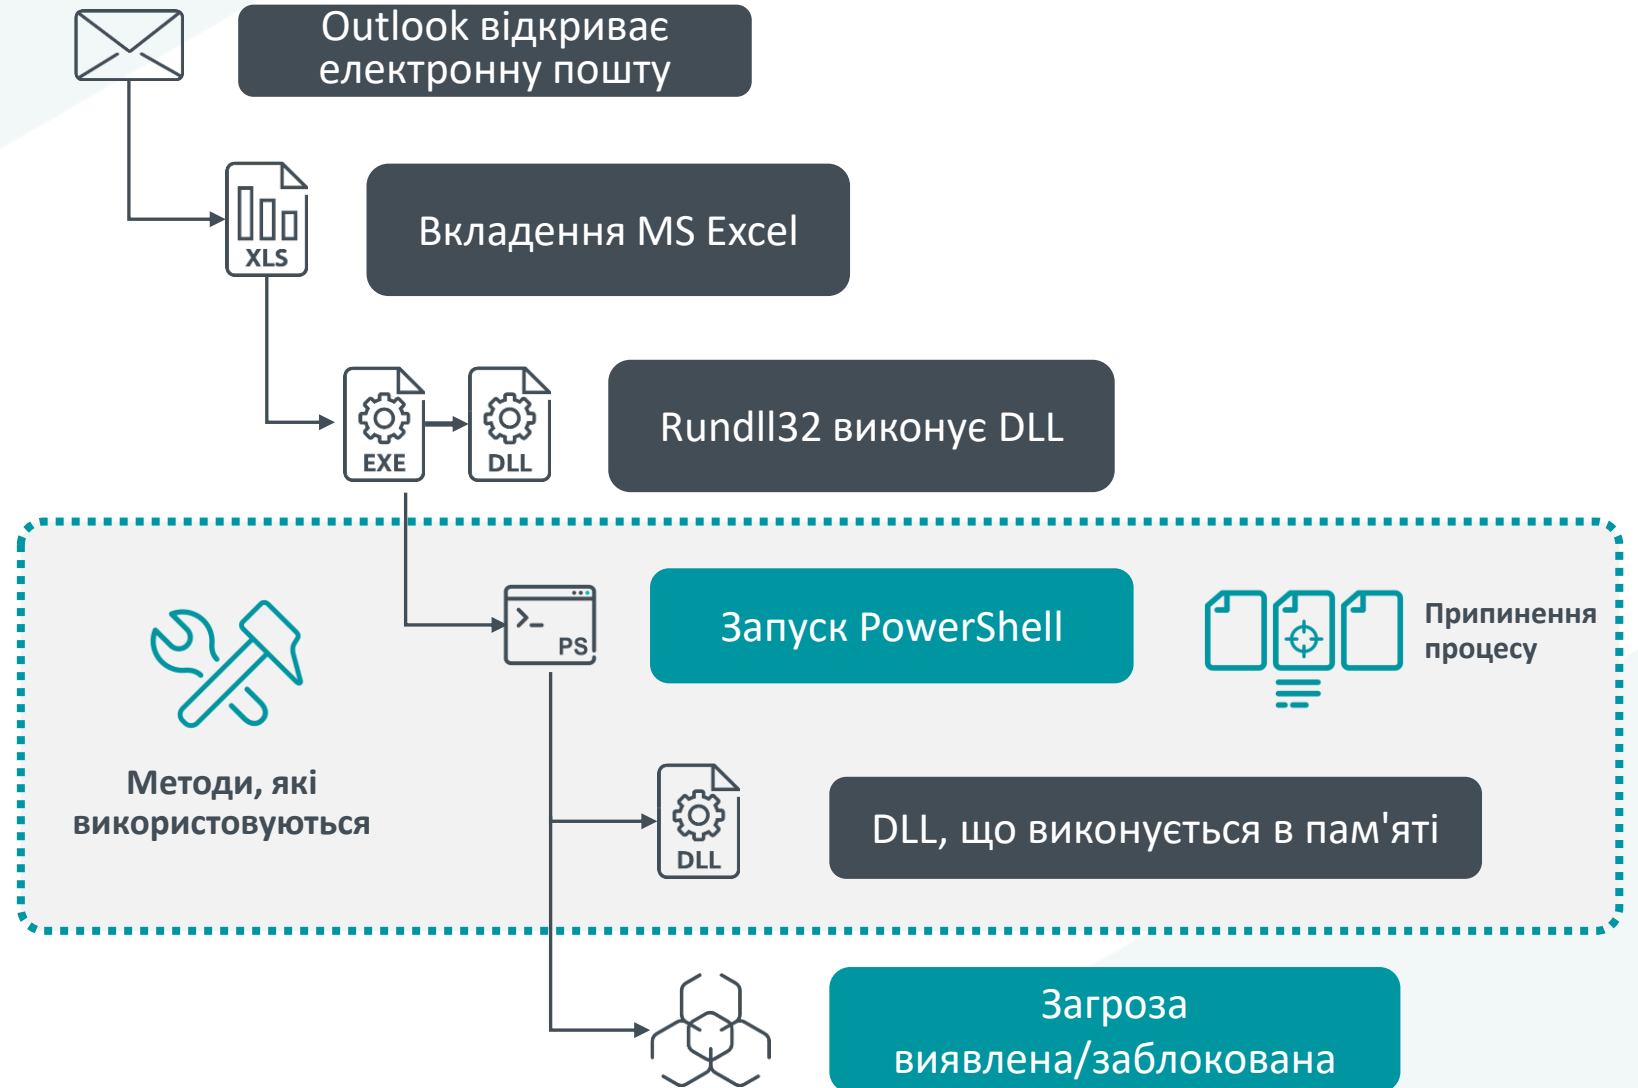 Outlook відкриває
електронну пошту
XLS
Вкладення MS Excel
EXE
DLL
Rundll32 виконує DLL
>_
PS
Запуск PowerShell
Припинення
процесу
Методи, які
використовуються
DLL
DLL, що виконується в пам'яті
Загроза
виявлена/заблокована